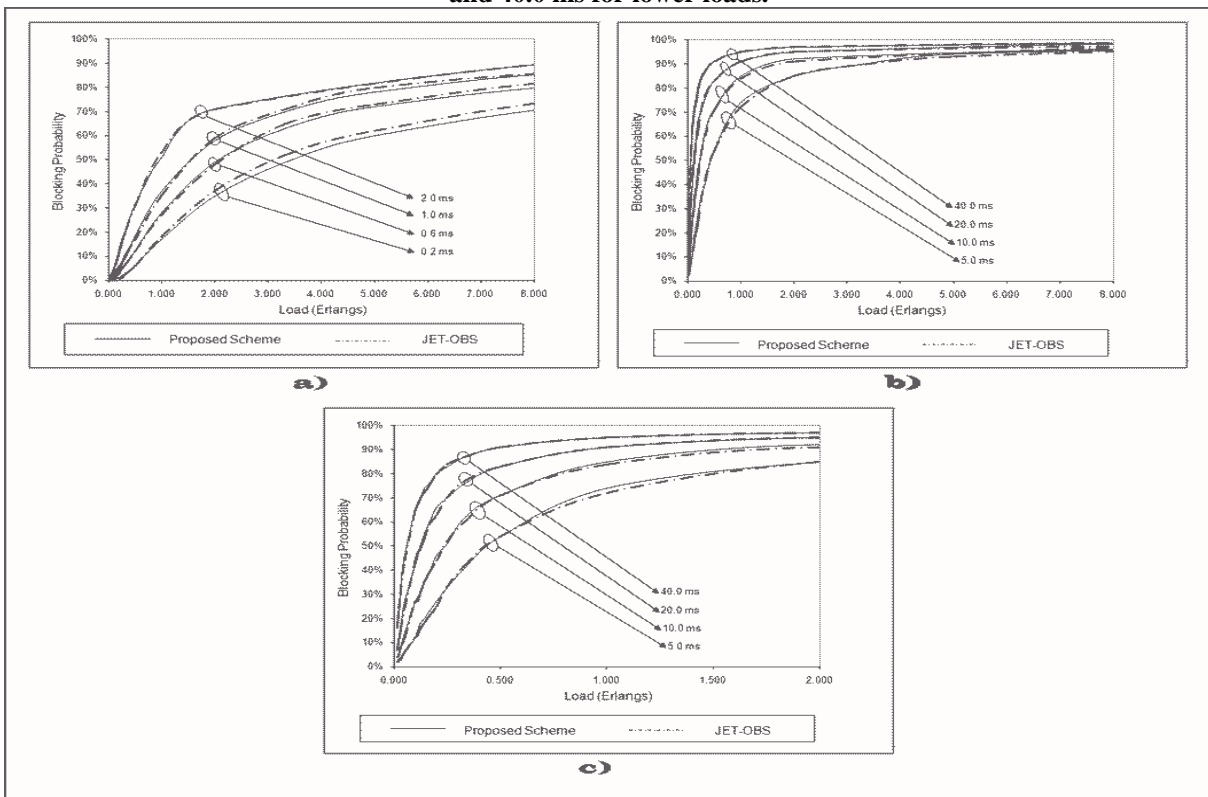 and 40.0 ms for lower loads.
100%
90%
80%
70%
60%
50%
40%
30%
20%
10%
0%
Blocking Probability
2.0 ms
1.0 ms
0.6 ms
0.2 ms
0.000 1.000 2.000 3.000 4.000 5.000 6.000 7.000 8.000
Load (Erlangs)
Proposed Scheme JET-OBS
a)
100%
90%
80%
70%
60%
50%
40%
30%
20%
10%
0%
Blocking Probability
40.0 ms
20.0 ms
10.0 ms
5.0 ms
0.000 1.000 2.000 3.000 4.000 5.000 6.000 7.000 8.000
Load (Erlangs)
Proposed Scheme JET-OBS
b)
100%
90%
80%
70%
60%
50%
40%
30%
20%
10%
0%
Blocking Probability
40.0 ms
20.0 ms
10.0 ms
5.0 ms
0.000 0.500 1.000 1.500 2.000
Load (Erlangs)
Proposed Scheme JET-OBS
c)